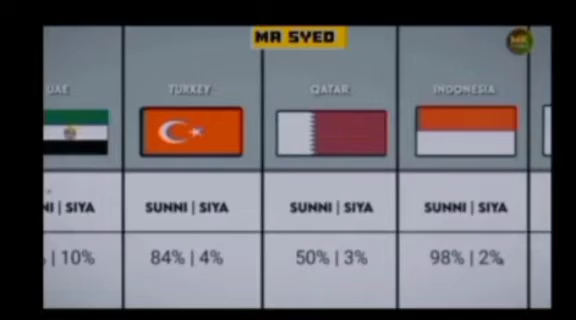 MR SYED
UAE TURKEY QATAR INDONESIA
SUNNI | SIYA SUNNI | SIYA SUNNI | SIYA
| SIYA
| 10% 84% | 4% 50% | 3% 98% | 2%